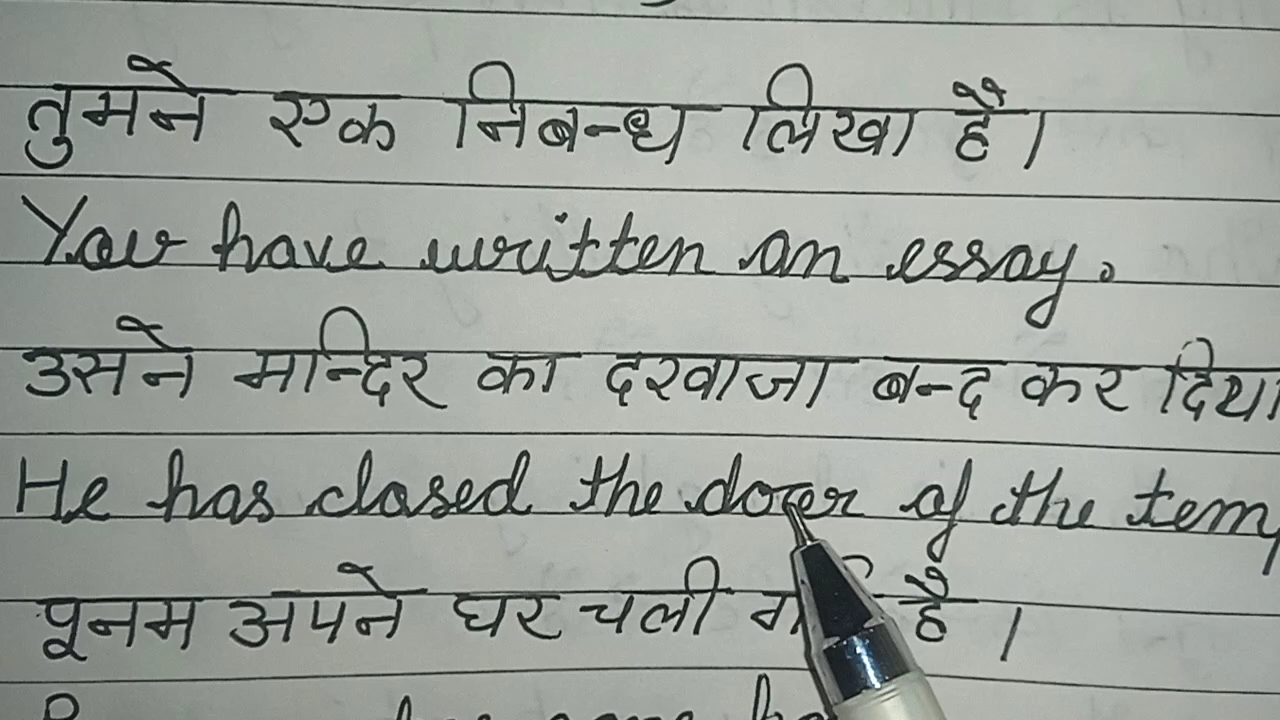 तुमने एक निबन्ध लिखा है।
You have written an essay.
उसने मन्दिर का दरवाजा बन्द कर दिया
He has closed the door of the tem
पूनम अपने घर चली है ।